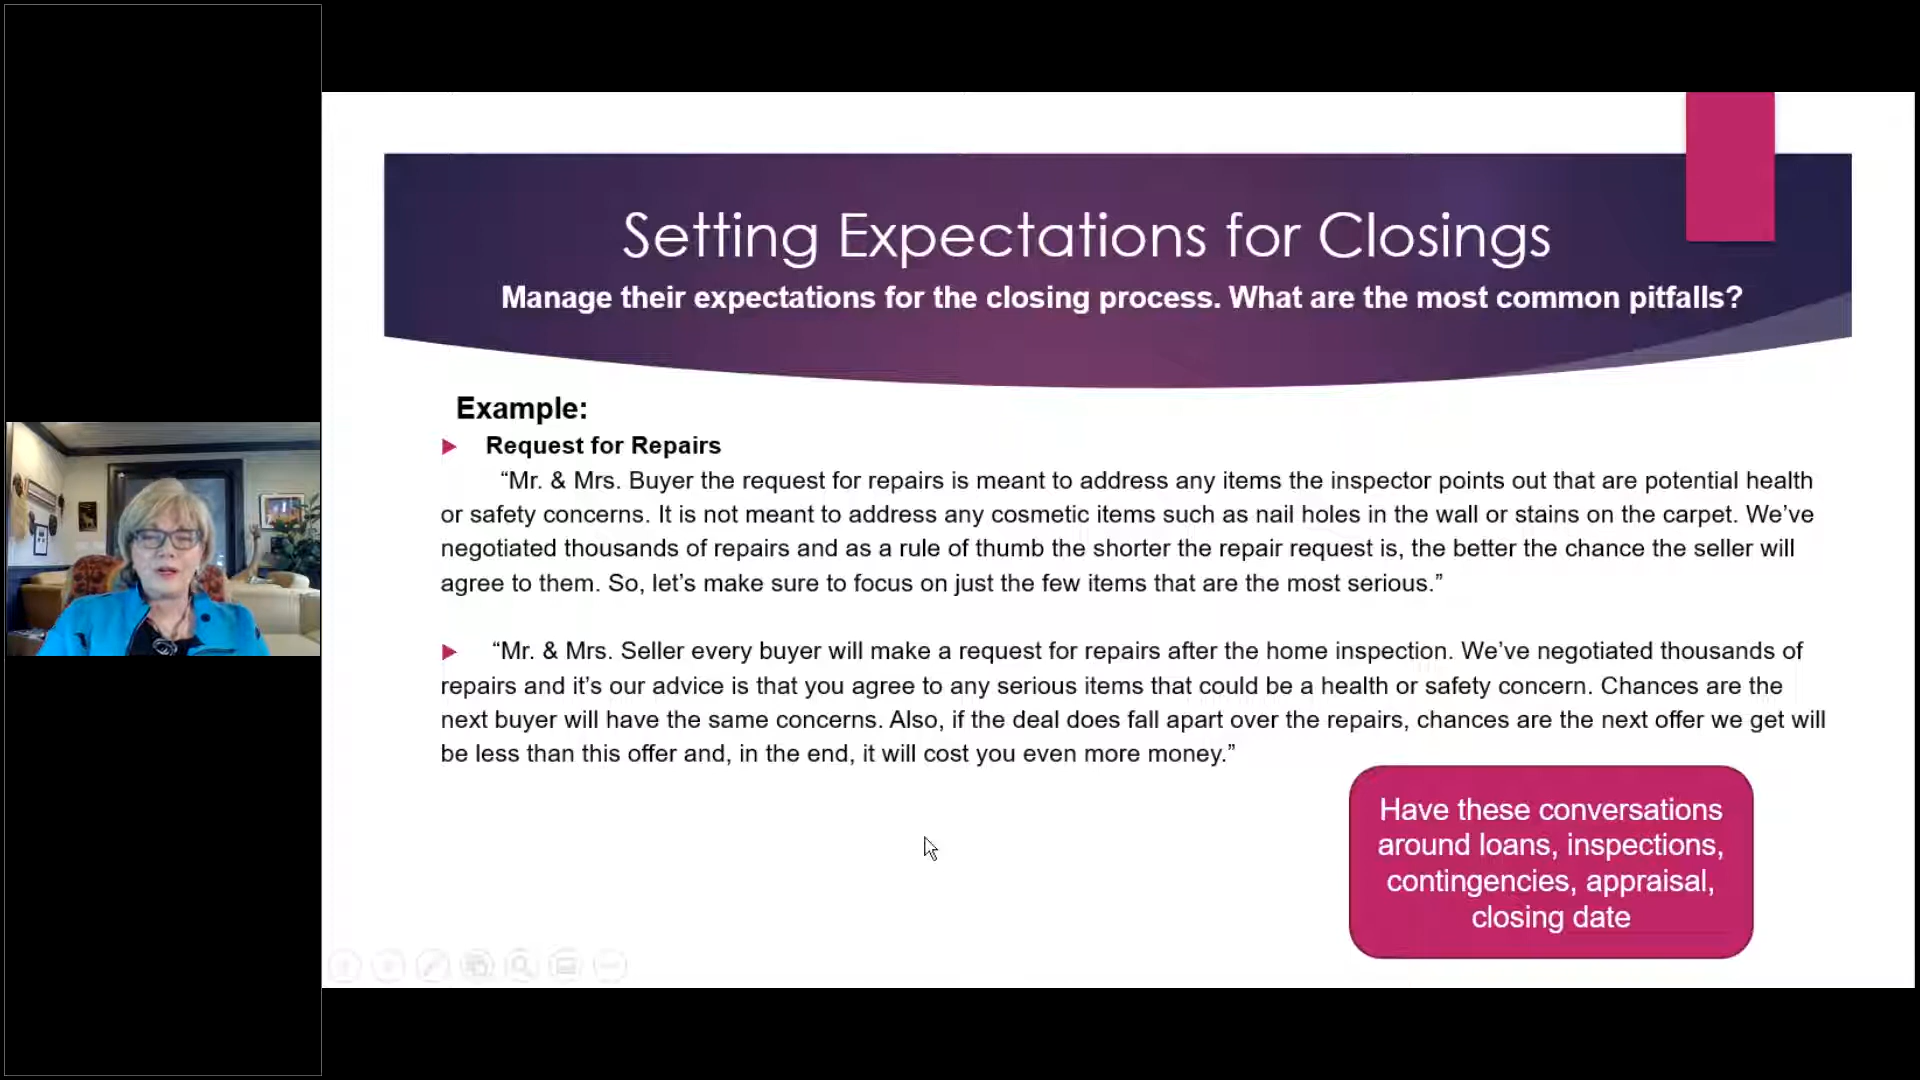 Setting Expectations for Closings
Manage their expectations for the closing process. What are the most common pitfalls?
Example:
Request for Repairs
“Mr. & Mrs. Buyer the request for repairs is meant to address any items the inspector points out that are potential health
or safety concerns. It is not meant to address any cosmetic items such as nail holes in the wall or stains on the carpet. We’ve
negotiated thousands of repairs and as a rule of thumb the shorter the repair request is, the better the chance the seller will
agree to them. So, let’s make sure to focus on just the few items that are the most serious.”
“Mr. & Mrs. Seller every buyer will make a request for repairs after the home inspection. We’ve negotiated thousands of
repairs and it’s our advice is that you agree to any serious items that could be a health or safety concern. Chances are the
next buyer will have the same concerns. Also, if the deal does fall apart over the repairs, chances are the next offer we get will
be less than this offer and, in the end, it will cost you even more money.”
Have these conversations
around loans, inspections,
contingencies, appraisal,
closing date